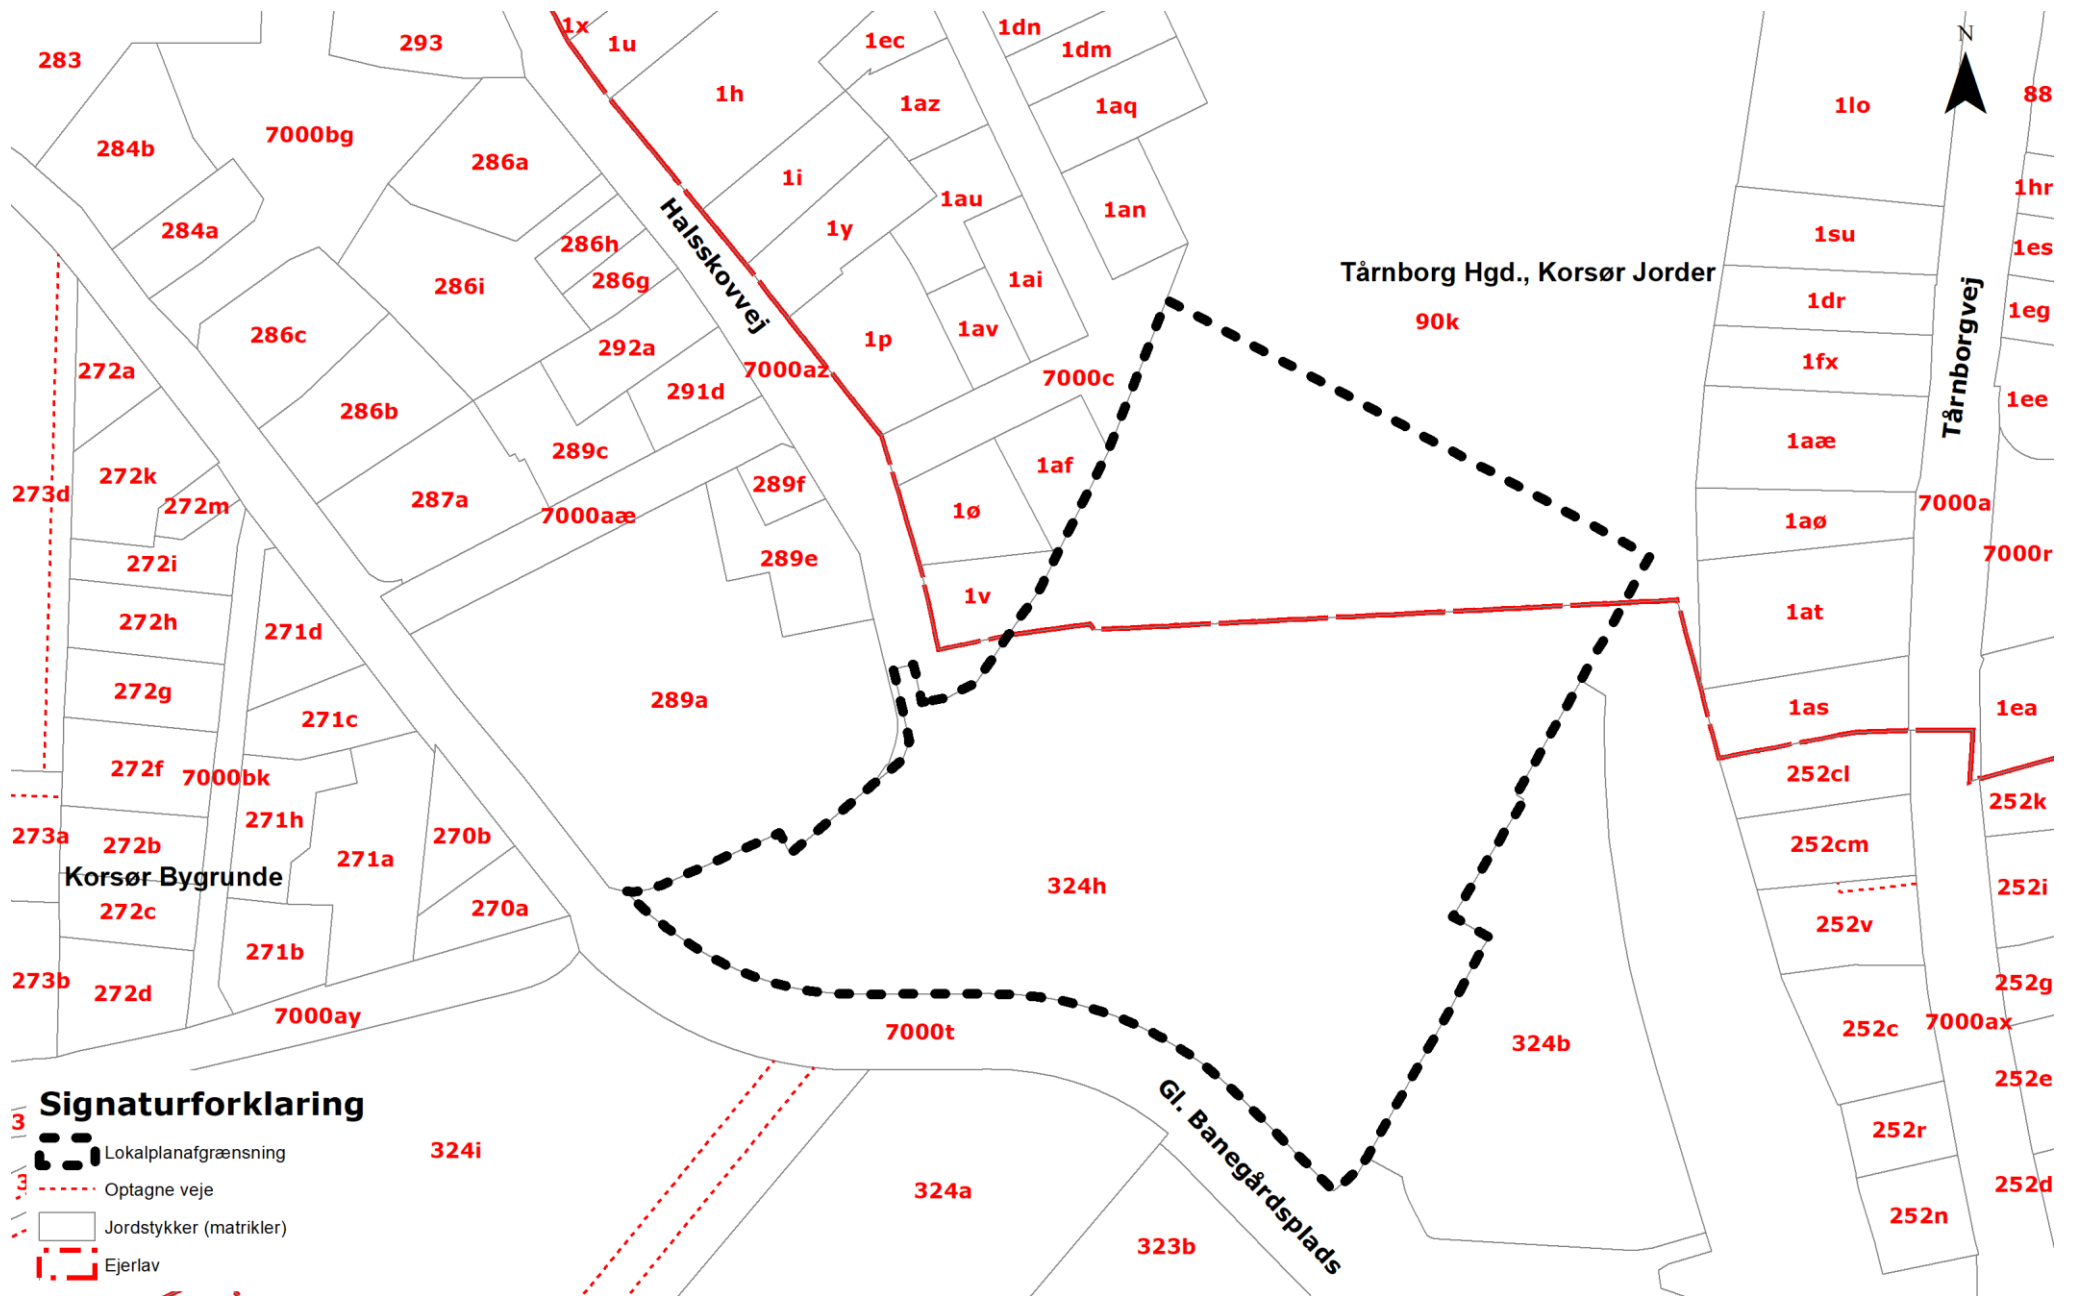 1x
1dn
N
283
293
1u
1ec
1dm
1h
88
1az
1aq
1lo
7000bg
284b
286a
1i
1hr
1au
1an
284a
1y
1su
286h
1es
Halsskovvej
Tårnborg Hgd., Korsør Jorder
286g
1ai
286i
1dr
Tårnborgvej
1eg
90k
286c
1av
1p
292a
1fx
272a
7000az
7000c
291d
1ee
286b
1aæ
289c
1af
272k
289f
273d
287a
272m
7000a
1ø
7000aæ
1aø
7000r
272i
289e
1v
1at
272h
271d
272g
289a
1as
1ea
271c
272f
7000bk
252cl
252k
271h
273a
270b
272b
252cm
271a
Korsør Bygrunde
324h
252i
272c
270a
252v
271b
273b
272d
252g
7000ay
7000ax
7000t
252c
324b
252e
Signaturforklaring
Gl. Banegårdsplads
3
252r
Lokalplanafgrænsning
324i
3
Optagne veje
324a
252d
252n
Jordstykker (matrikler)
323b
Ejerlav